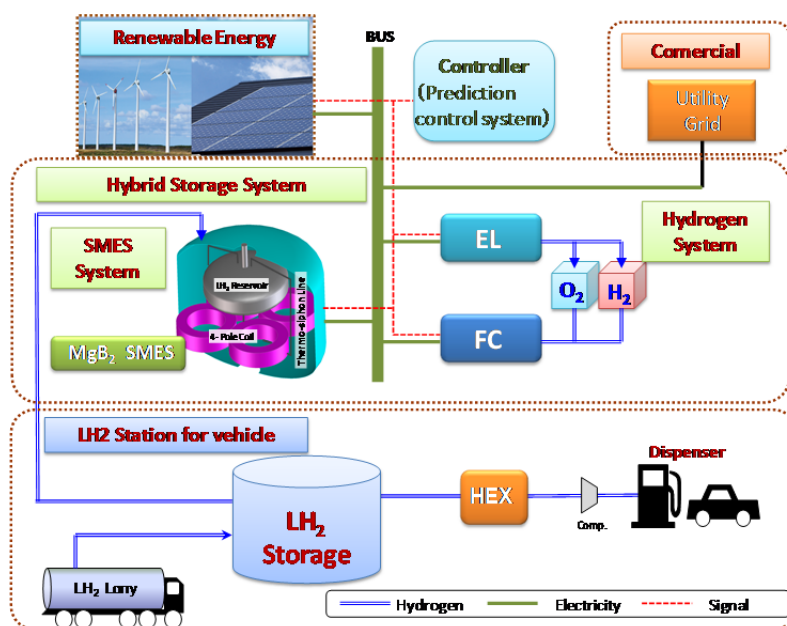 Renewable Energy
BUS
Controller
(Prediction
control system)
Comercial
Utility
Grid
Hybrid Storage System
SMES
System
LH2 Reservoir
4-Pole Coil
Thermo-siphon Line
MgB2 SMES
EL
FC
Hydrogen
System
O2
H2
LH2 Station for vehicle
LH2
Storage
LH2 Lorry
HEX
Comp.
Dispenser
Hydrogen
Electricity
Signal